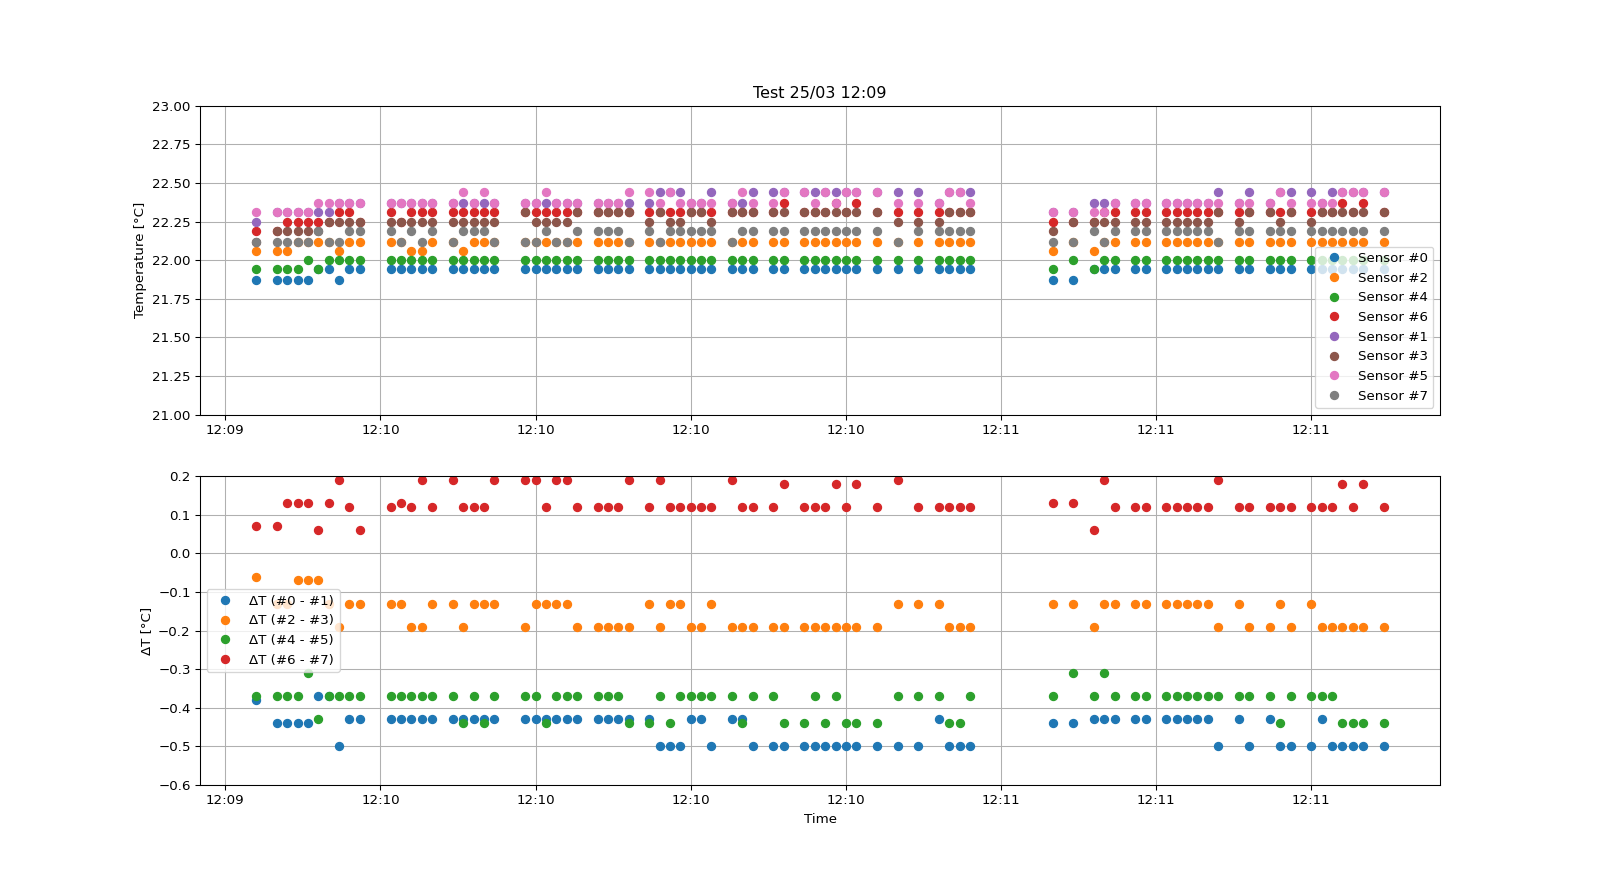 Test 25/03 12:09
23.00
22.75
22.50
22.25
22.00
21.75
21.50
21.25
21.00
Temperature [°C]
Sensor #0
Sensor #2
Sensor #4
Sensor #6
Sensor #1
Sensor #3
Sensor #5
Sensor #7
12:09 12:10 12:10 12:10 12:10 12:11 12:11 12:11
0.2
0.1
0.0
−0.1
−0.2
−0.3
−0.4
−0.5
−0.6
ΔT [°C]
ΔT (#0 - #1)
ΔT (#2 - #3)
ΔT (#4 - #5)
ΔT (#6 - #7)
12:09 12:10 12:10 12:10 12:10 12:11 12:11 12:11
Time